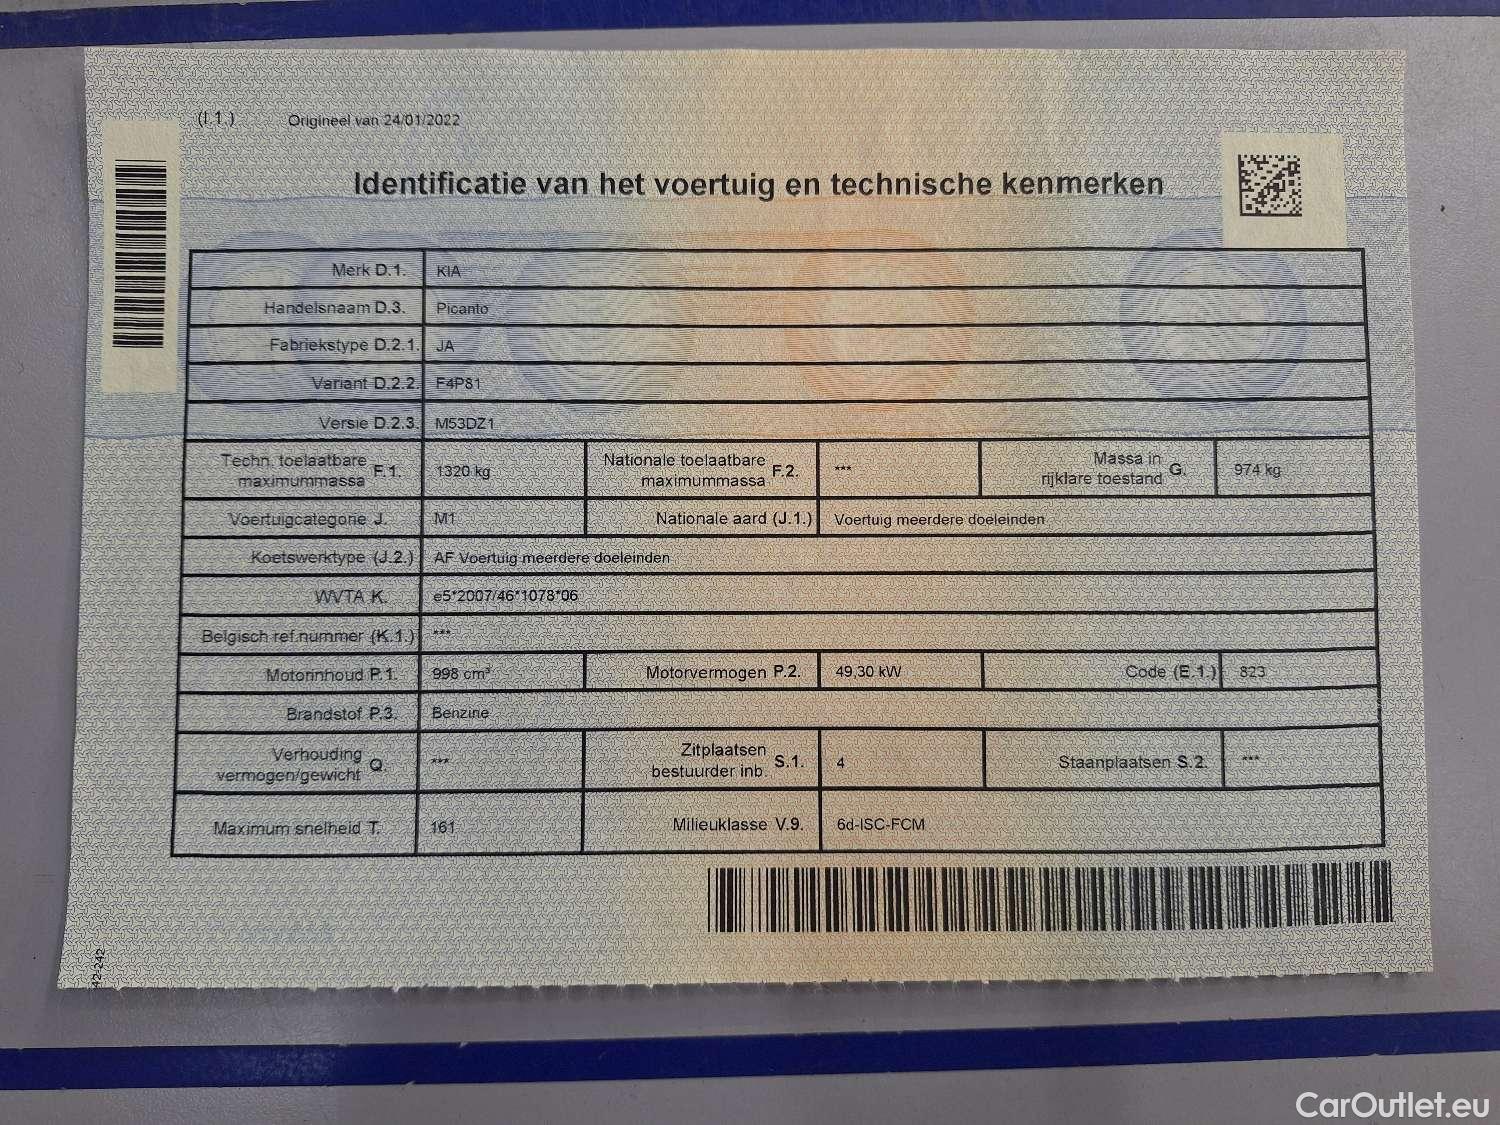 (I.1.) Origineel van 24/01/2022
Identificatie van het voertuig en technische kenmerken
Merk D.1. KIA
Handelsnaam D.3. Picanto
Fabriekstype D.2.1. JA
Variant D.2.2. F4P81
Versie D.2.3. M53DZ1
Techn. toelaatbare maximummassa F.1. 1320 kg Nationale toelaatbare maximummassa F.2. *** Massa in rijklare toestand G. 974 kg
Voertuigcategorie J. M1 Nationale aard (J.1.) Voertuig meerdere doeleinden
Koetswerktype (J.2.) AF Voertuig meerdere doeleinden
WVTA K. e5*2007/46*1078*06
Belgisch ref.nummer (K.1.) ***
Motorinhoud P.1. 998 cm³ Motorvermogen P.2. 49,30 kW Code (E.1.) 823
Brandstof P.3. Benzine
Verhouding vermogen/gewicht Q. *** Zitplaatsen bestuurder inb. S.1. 4 Staanplaatsen S.2. ***
Maximum snelheid T. 161 Milieuklasse V.9. 6d-ISC-FCM
42-242
CarOutlet.eu